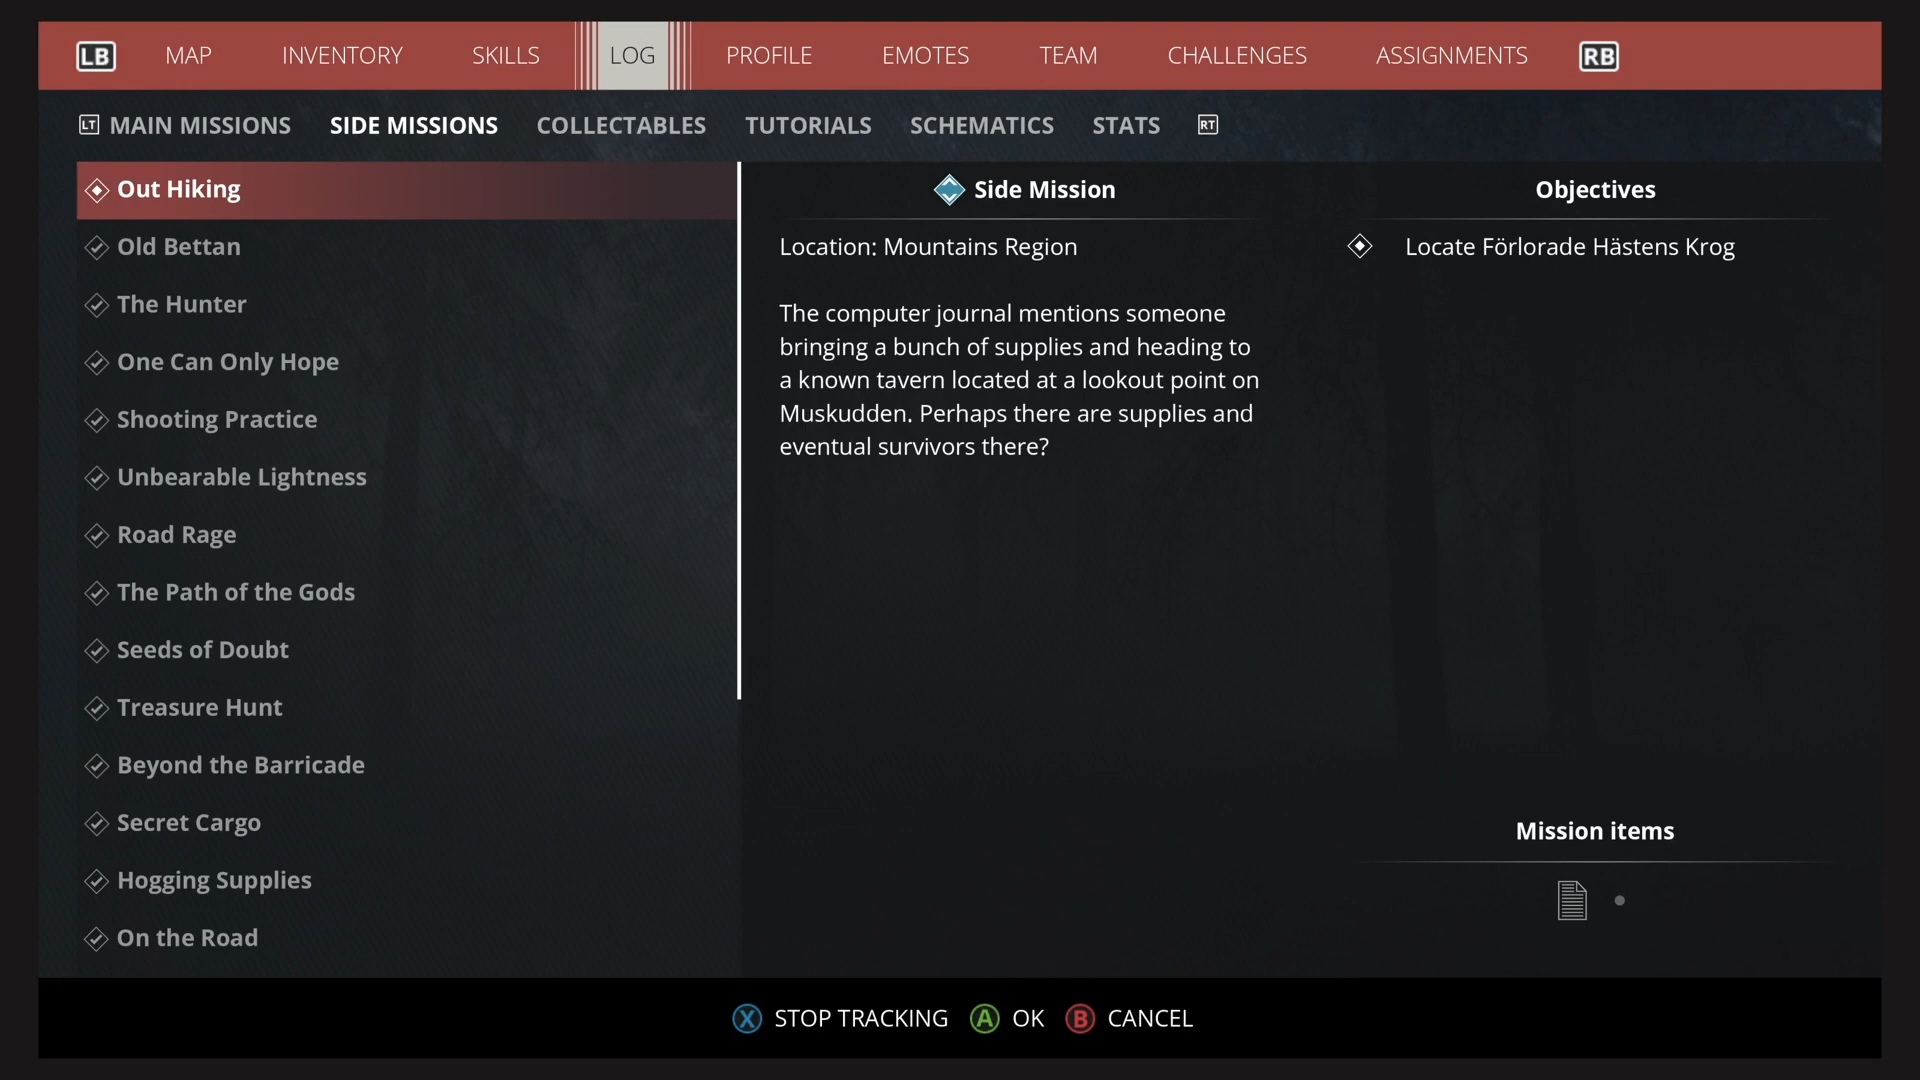 LB MAP INVENTORY SKILLS LOG PROFILE EMOTES TEAM CHALLENGES ASSIGNMENTS RB
LT MAIN MISSIONS SIDE MISSIONS COLLECTABLES TUTORIALS SCHEMATICS STATS RT
Out Hiking
Old Bettan
The Hunter
One Can Only Hope
Shooting Practice
Unbearable Lightness
Road Rage
The Path of the Gods
Seeds of Doubt
Treasure Hunt
Beyond the Barricade
Secret Cargo
Hogging Supplies
On the Road
Side Mission
Location: Mountains Region
The computer journal mentions someone
bringing a bunch of supplies and heading to
a known tavern located at a lookout point on
Muskudden. Perhaps there are supplies and
eventual survivors there?
Objectives
Locate Förlorade Hästens Krog
Mission items
X STOP TRACKING A OK B CANCEL